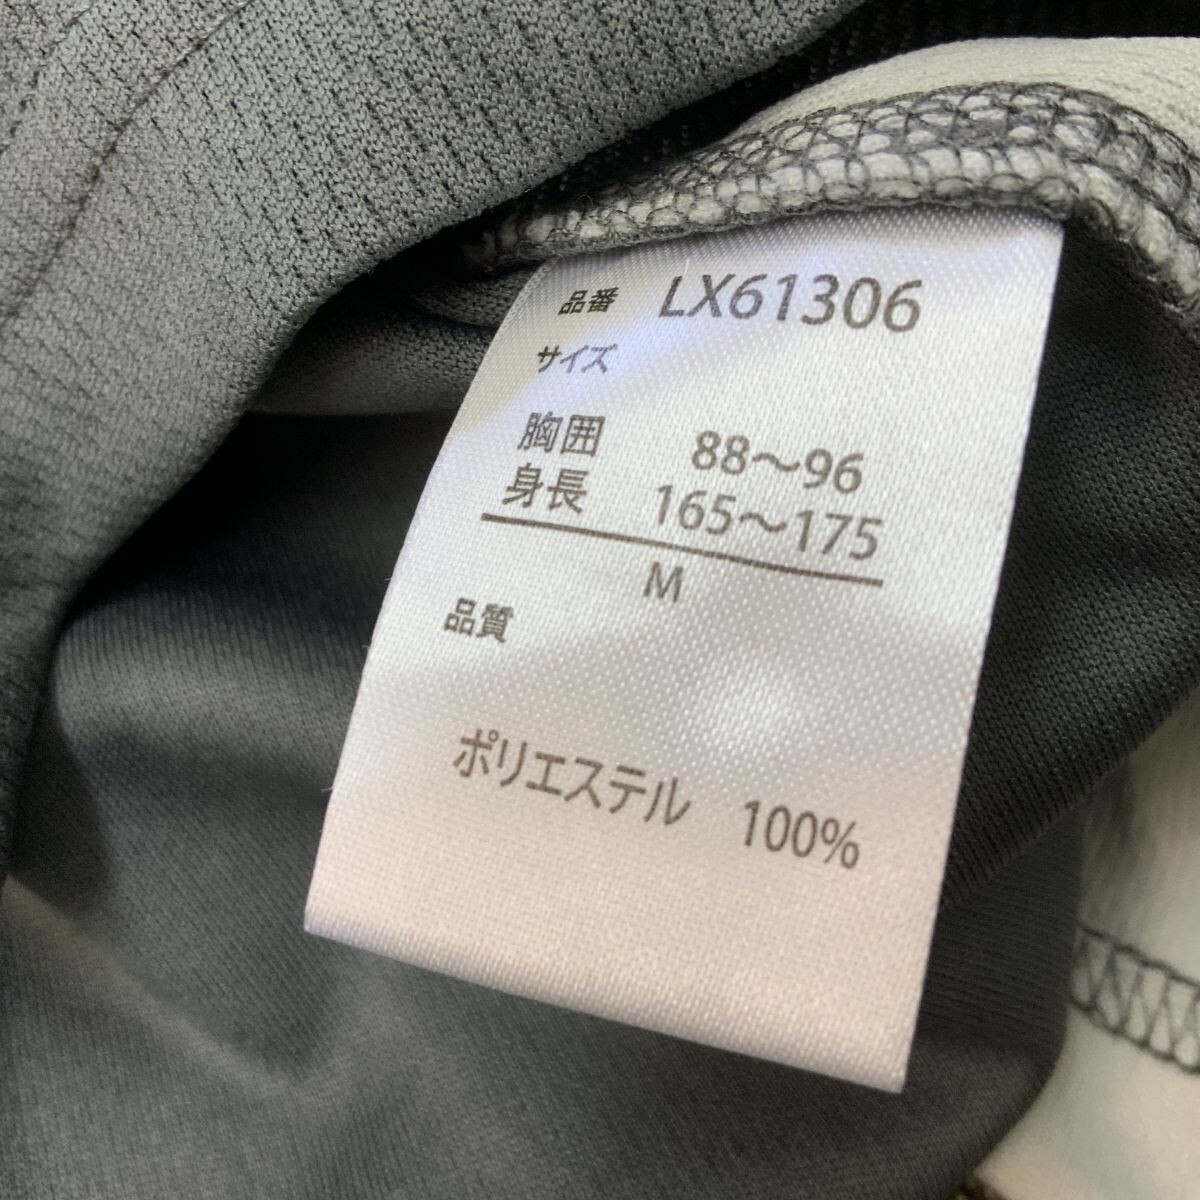 品番 LX61306
サイズ
胸囲 88～96
身長 165～175
M
品質
ポリエステル 100%